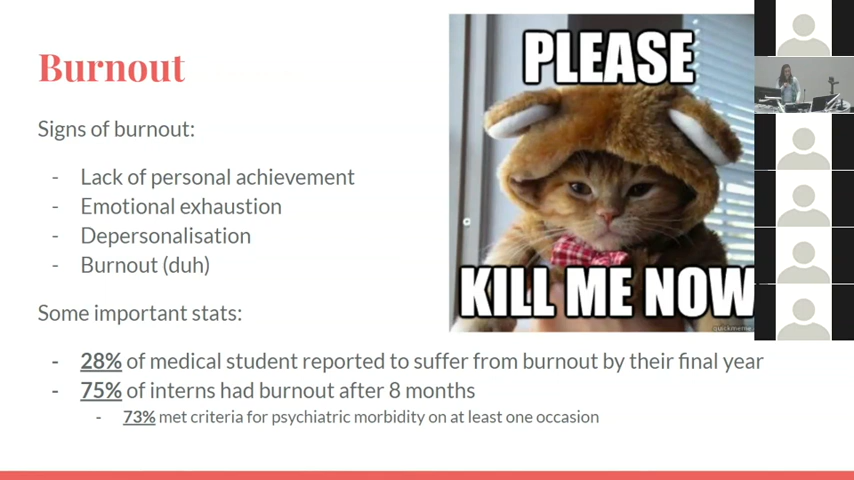 Burnout
Signs of burnout:
- Lack of personal achievement
- Emotional exhaustion
- Depersonalisation
- Burnout (duh)
PLEASE
KILL ME NOW
quickmeme
Some important stats:
- 28% of medical student reported to suffer from burnout by their final year
- 75% of interns had burnout after 8 months
- 73% met criteria for psychiatric morbidity on at least one occasion